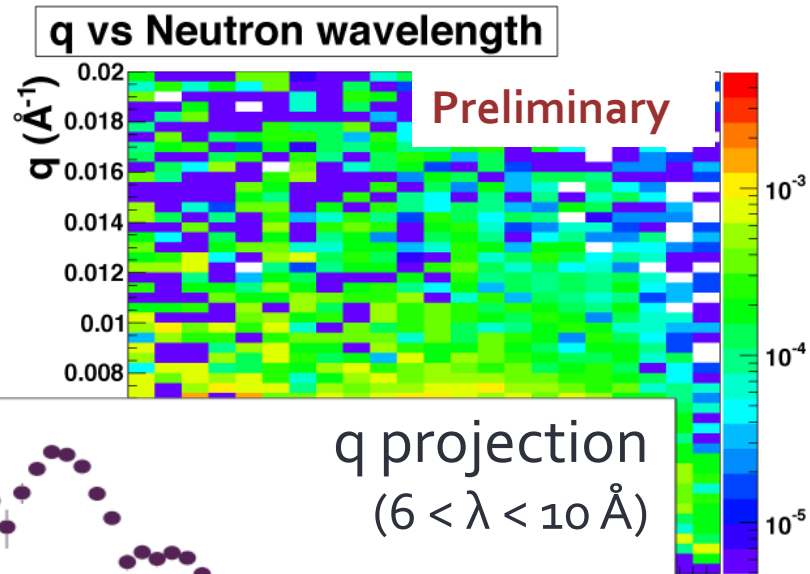 q vs Neutron wavelength
q (Å⁻¹)
0.02
0.018
0.016
0.014
0.012
0.01
0.008
Preliminary
10⁻³
10⁻⁴
10⁻⁵
q projection
(6 < λ < 10 Å)